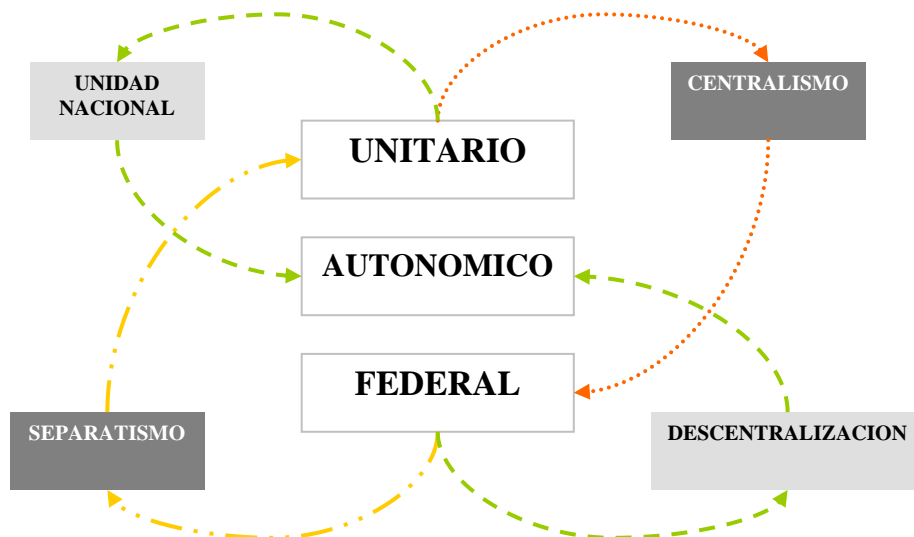 UNIDAD
NACIONAL
CENTRALISMO
UNITARIO
AUTONOMICO
FEDERAL
SEPARATISMO
DESCENTRALIZACION